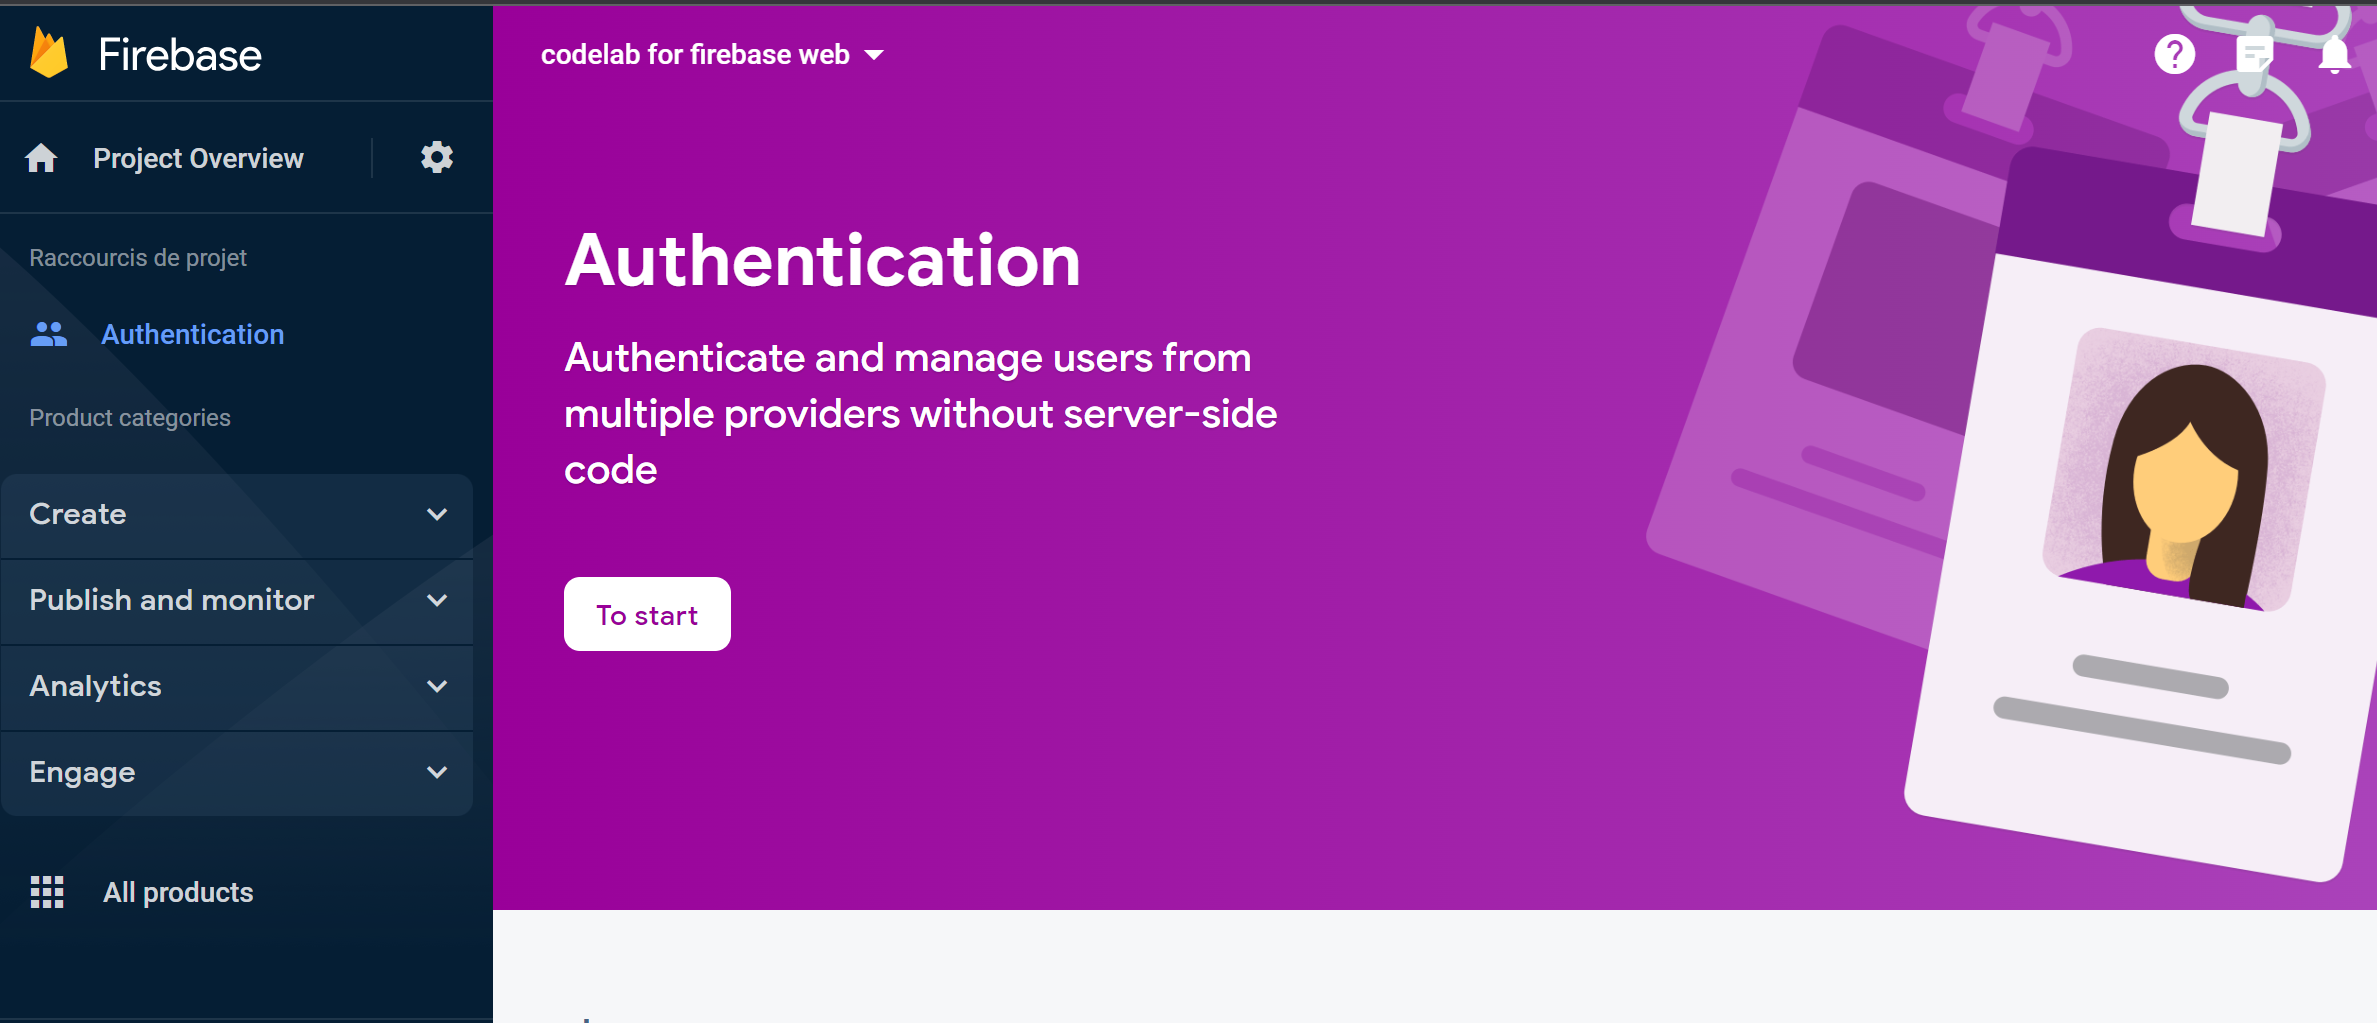 Firebase
codelab for firebase web
Project Overview
Raccourcis de projet
Authentication
Product categories
Create
Publish and monitor
Analytics
Engage
All products
Authentication
Authenticate and manage users from
multiple providers without server-side
code
To start